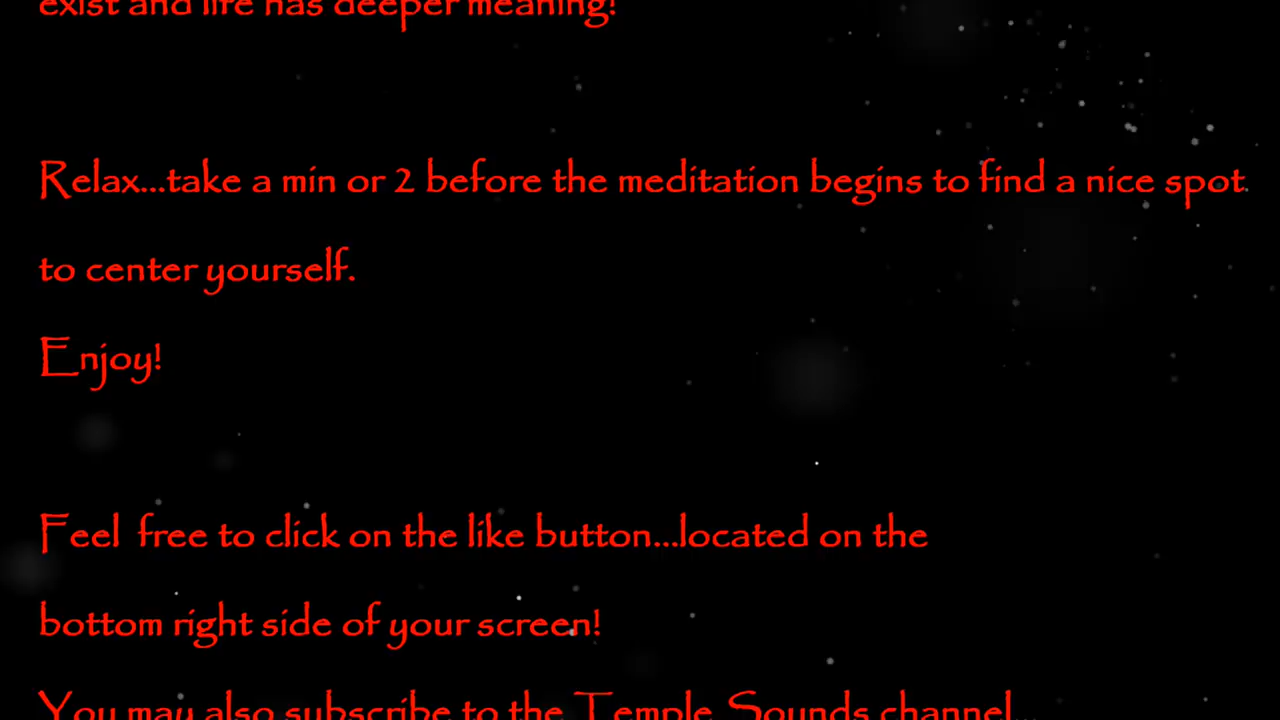 exist and life has deeper meaning!
Relax...take a min or 2 before the meditation begins to find a nice spot
to center yourself.
Enjoy!
Feel free to click on the like button...located on the
bottom right side of your screen!
You may also subscribe to the Temple Sounds channel...